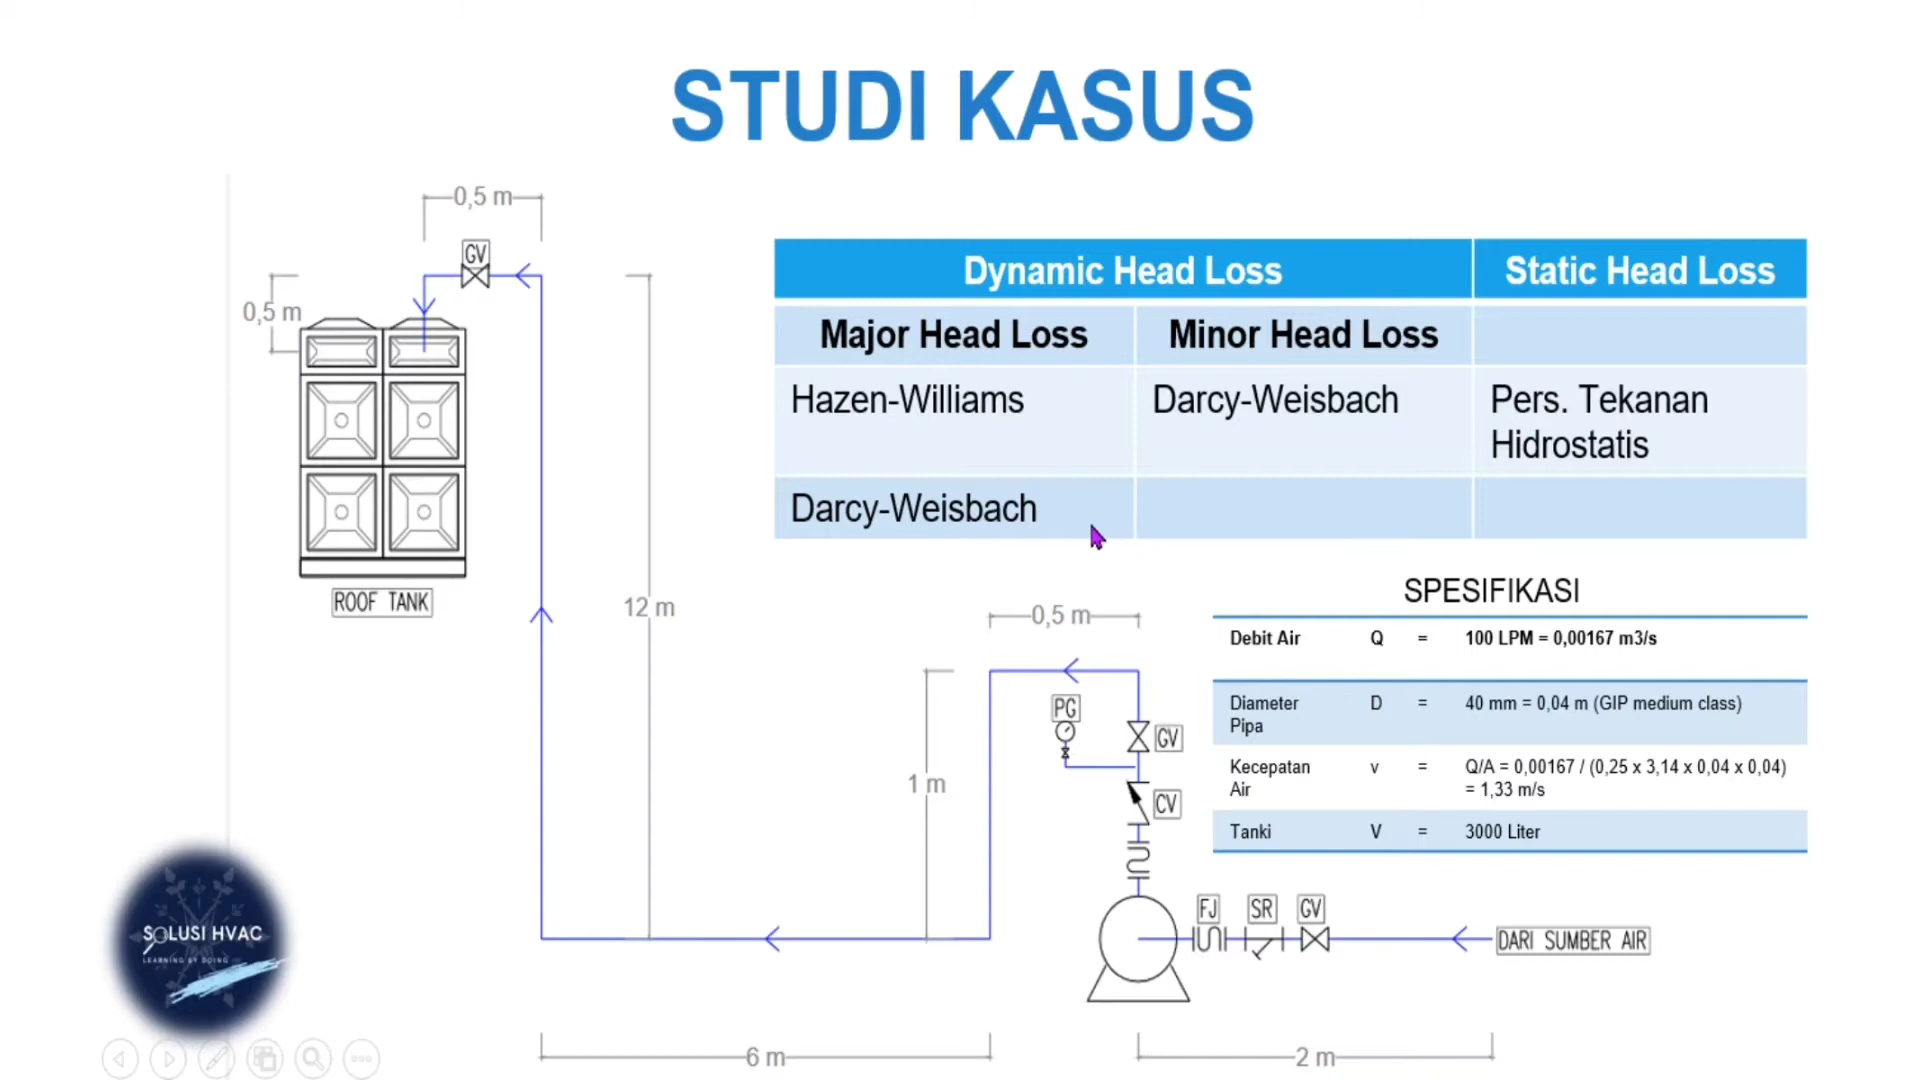 STUDI KASUS
0,5 m
GV
0,5 m
ROOF TANK
12 m
Dynamic Head Loss Static Head Loss
Major Head Loss Minor Head Loss
Hazen-Williams Darcy-Weisbach Pers. Tekanan
Hidrostatis
Darcy-Weisbach
SPESIFIKASI
Debit Air Q = 100 LPM = 0,00167 m3/s
Diameter D = 40 mm = 0,04 m (GIP medium class)
Pipa
Kecepatan v = Q/A = 0,00167 / (0,25 x 3,14 x 0,04 x 0,04)
Air = 1,33 m/s
Tanki V = 3000 Liter
0,5 m
PG
GV
1 m
CV
FJ SR GV
DARI SUMBER AIR
SOLUSI HVAC
LEARNING BY DOING
6 m
2 m